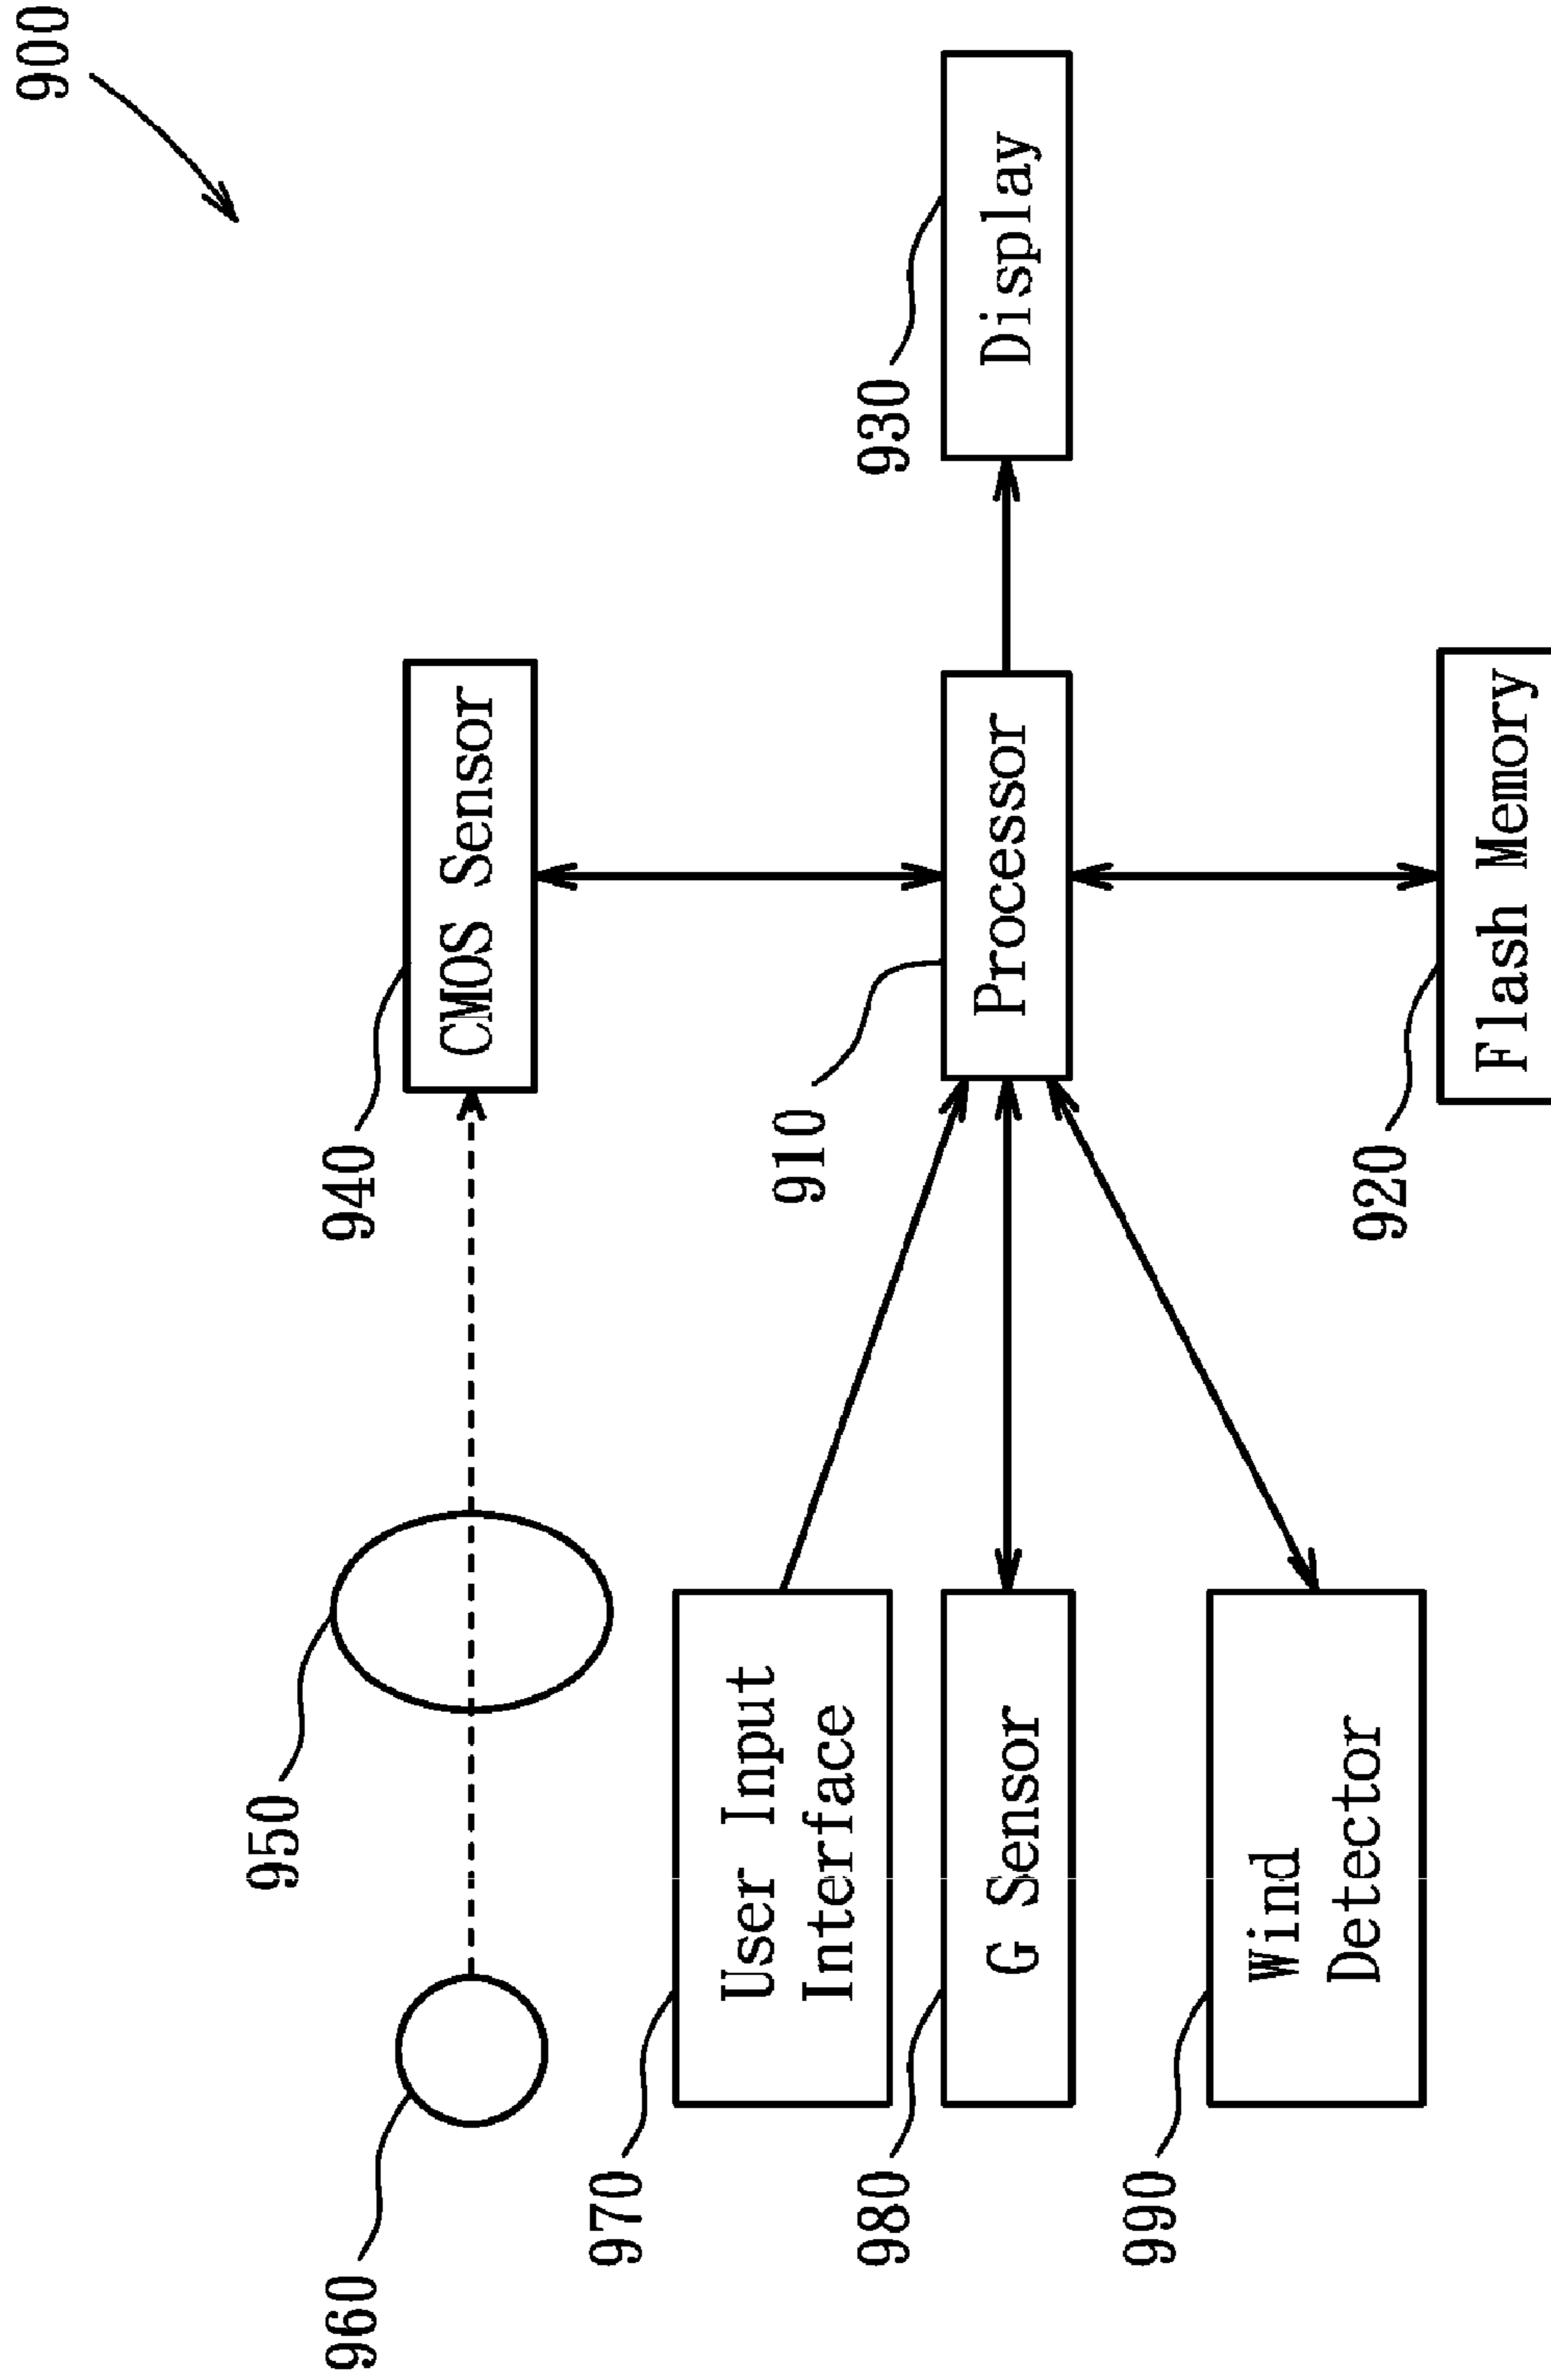 900
960
950
940
CMOS Sensor
970
User Input
Interface
980
G Sensor
910
Processor
930
Display
990
Wind
Detector
920
Flash Memory